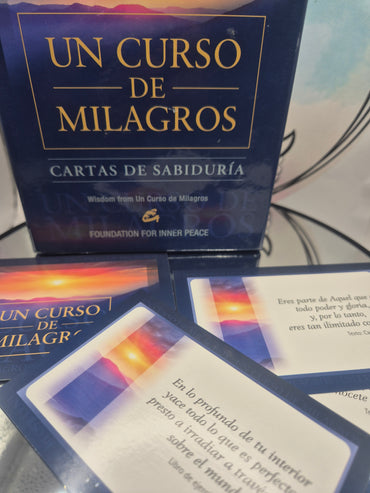 UN CURSO
DE
MILAGROS
CARTAS DE SABIDURÍA
Wisdom from Un Curso de Milagros
FOUNDATION FOR INNER PEACE
UN CURSO
DE
MILAGROS
Eres parte de Aquel
todo poder y gloria,
y, por lo tanto,
eres tan ilimitado
En lo profundo de tu interior
yace todo lo que es perfecto
presto a irradiar a través
sobre el